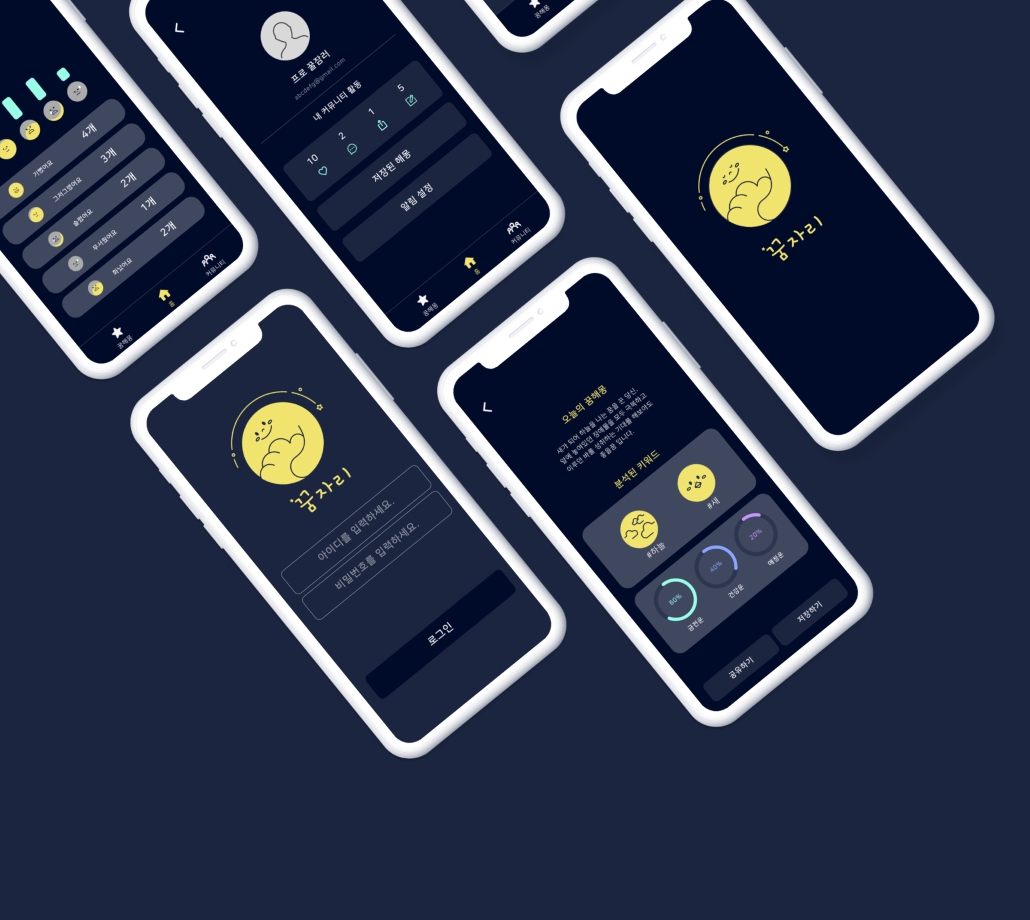 기뻤어요 4개
그저그랬어요 3개
슬펐어요 2개
무서웠어요 1개
화났어요 2개
꿈해몽
홈
커뮤니티
프로 꿀잠러
abcdefg@gmail.com
내 커뮤니티 활동
10 2 1 5
저장된 해몽
알림 설정
꿈해몽
홈
커뮤니티
꿈해몽
꿈자리
꿈자리
아이디를 입력하세요.
비밀번호를 입력하세요.
로그인
오늘의 꿈해몽
새가 되어 하늘을 나는 꿈을 꾼 당신.
앞에 놓여있던 장애물을 모두 극복하고
이루던 바를 성취하는 기대를 해보아도
좋을듯 합니다.
분석된 키워드
#하늘 #새
60% 40% 20%
금전운 건강운 애정운
공유하기 저장하기